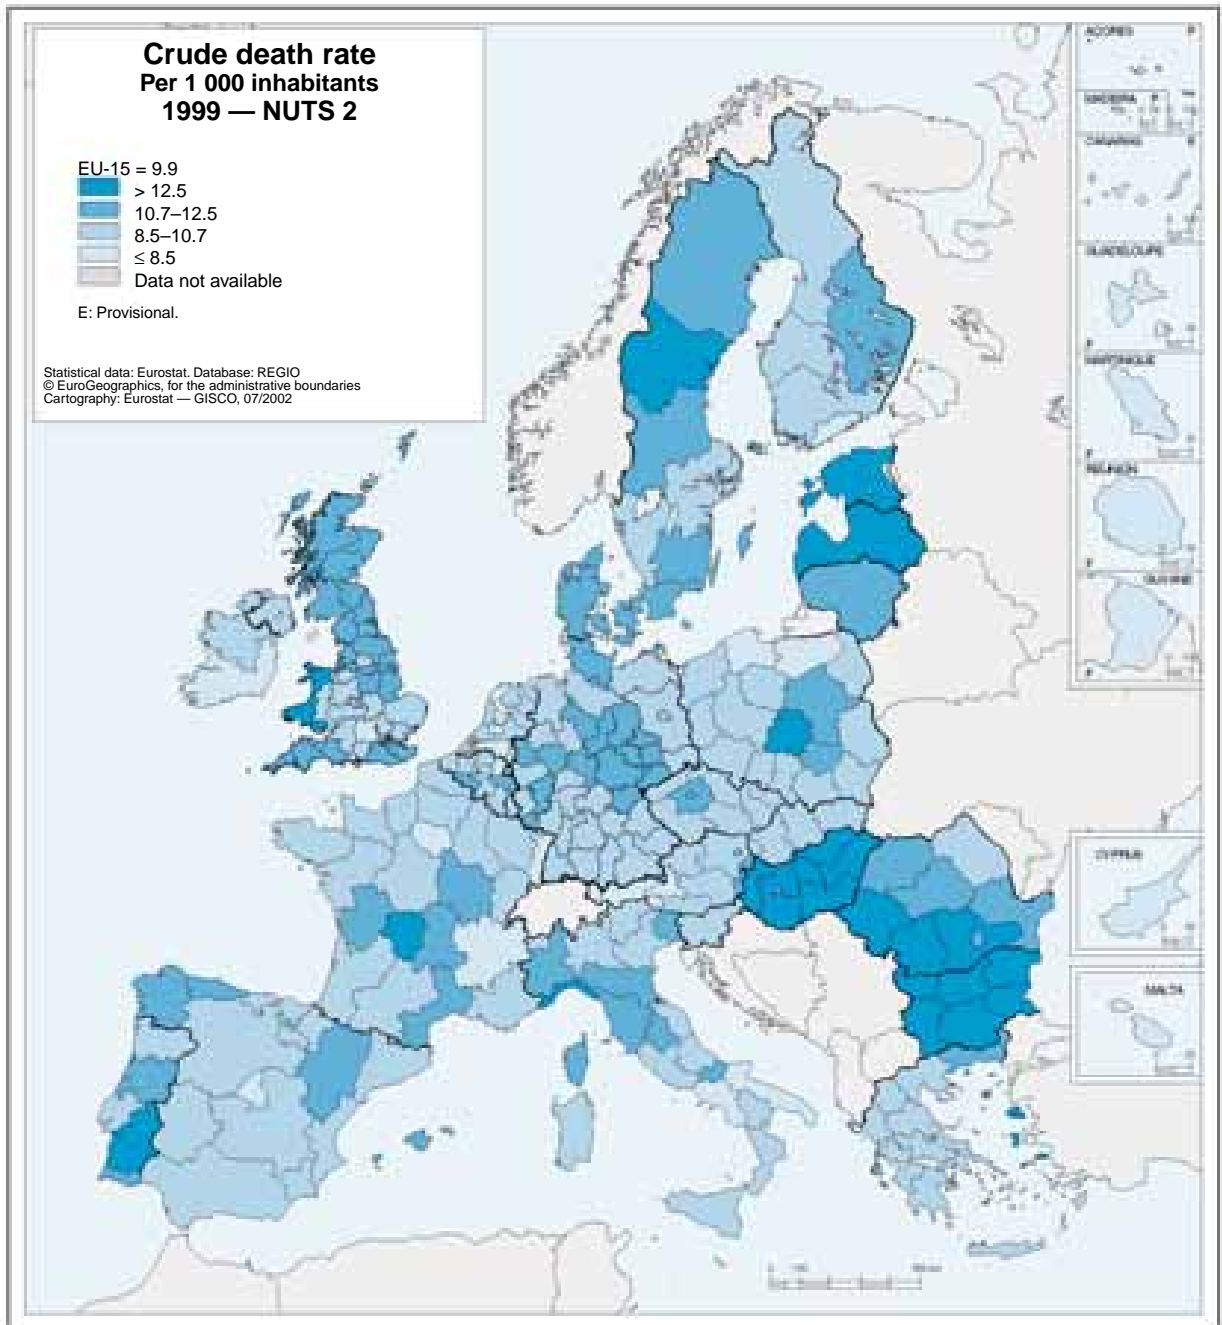 Crude death rate
Per 1 000 inhabitants
1999 — NUTS 2
EU-15 = 9.9
> 12.5
10.7–12.5
8.5–10.7
≤ 8.5
Data not available
E: Provisional.
Statistical data: Eurostat. Database: REGIO
© EuroGeographics, for the administrative boundaries
Cartography: Eurostat — GISCO, 07/2002
ACORES P
MADEIRA P
CANARIAS E
GUADELOUPE
F
MARTINIQUE
F
REUNION
F
GUYANE
F
CYPRUS
MALTA